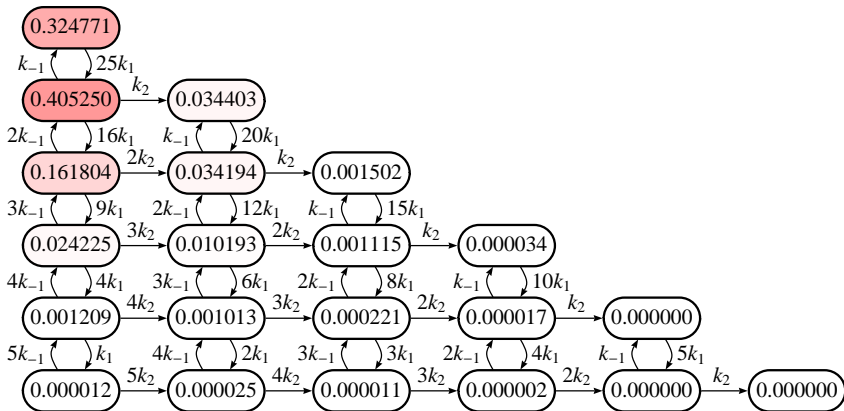 0.324771
k₋₁ 25k₁
k₂
0.405250 0.034403
2k₋₁ 16k₁ k₋₁ 20k₁
2k₂ k₂
0.161804 0.034194 0.001502
3k₋₁ 9k₁ 2k₋₁ 12k₁ k₋₁ 15k₁
3k₂ 2k₂ k₂
0.024225 0.010193 0.001115 0.000034
4k₋₁ 4k₁ 3k₋₁ 6k₁ 2k₋₁ 8k₁ k₋₁ 10k₁
4k₂ 3k₂ 2k₂ k₂
0.001209 0.001013 0.000221 0.000017 0.000000
5k₋₁ k₁ 4k₋₁ 2k₁ 3k₋₁ 3k₁ 2k₋₁ 4k₁ k₋₁ 5k₁
5k₂ 4k₂ 3k₂ 2k₂ k₂
0.000012 0.000025 0.000011 0.000002 0.000000 0.000000